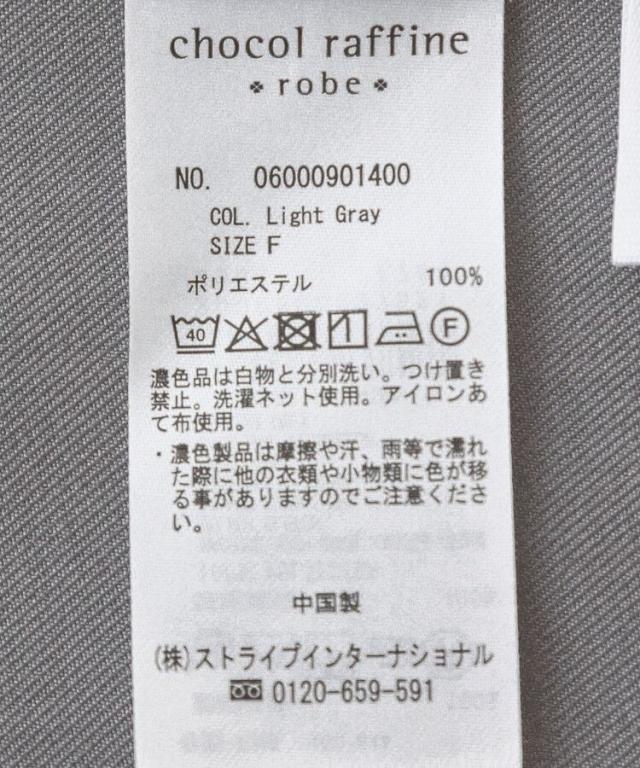 chocol raffine
robe
NO. 06000901400
COL. Light Gray
SIZE F
ポリエステル 100%
40 F
濃色品は白物と分別洗い。つけ置き
禁止。洗濯ネット使用。アイロンあ
て布使用。
・濃色製品は摩擦や汗、雨等で濡れ
た際に他の衣類や小物類に色が移
る事がありますのでご注意くださ
い。
中国製
(株)ストライプインターナショナル
0120-659-591